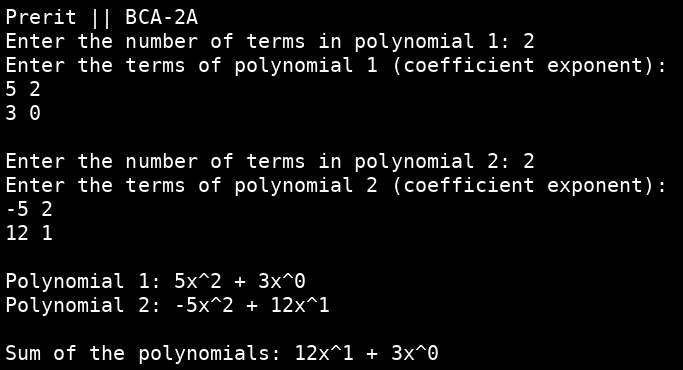 Prerit || BCA-2A
Enter the number of terms in polynomial 1: 2
Enter the terms of polynomial 1 (coefficient exponent):
5 2
3 0
Enter the number of terms in polynomial 2: 2
Enter the terms of polynomial 2 (coefficient exponent):
-5 2
12 1
Polynomial 1: 5x^2 + 3x^0
Polynomial 2: -5x^2 + 12x^1
Sum of the polynomials: 12x^1 + 3x^0